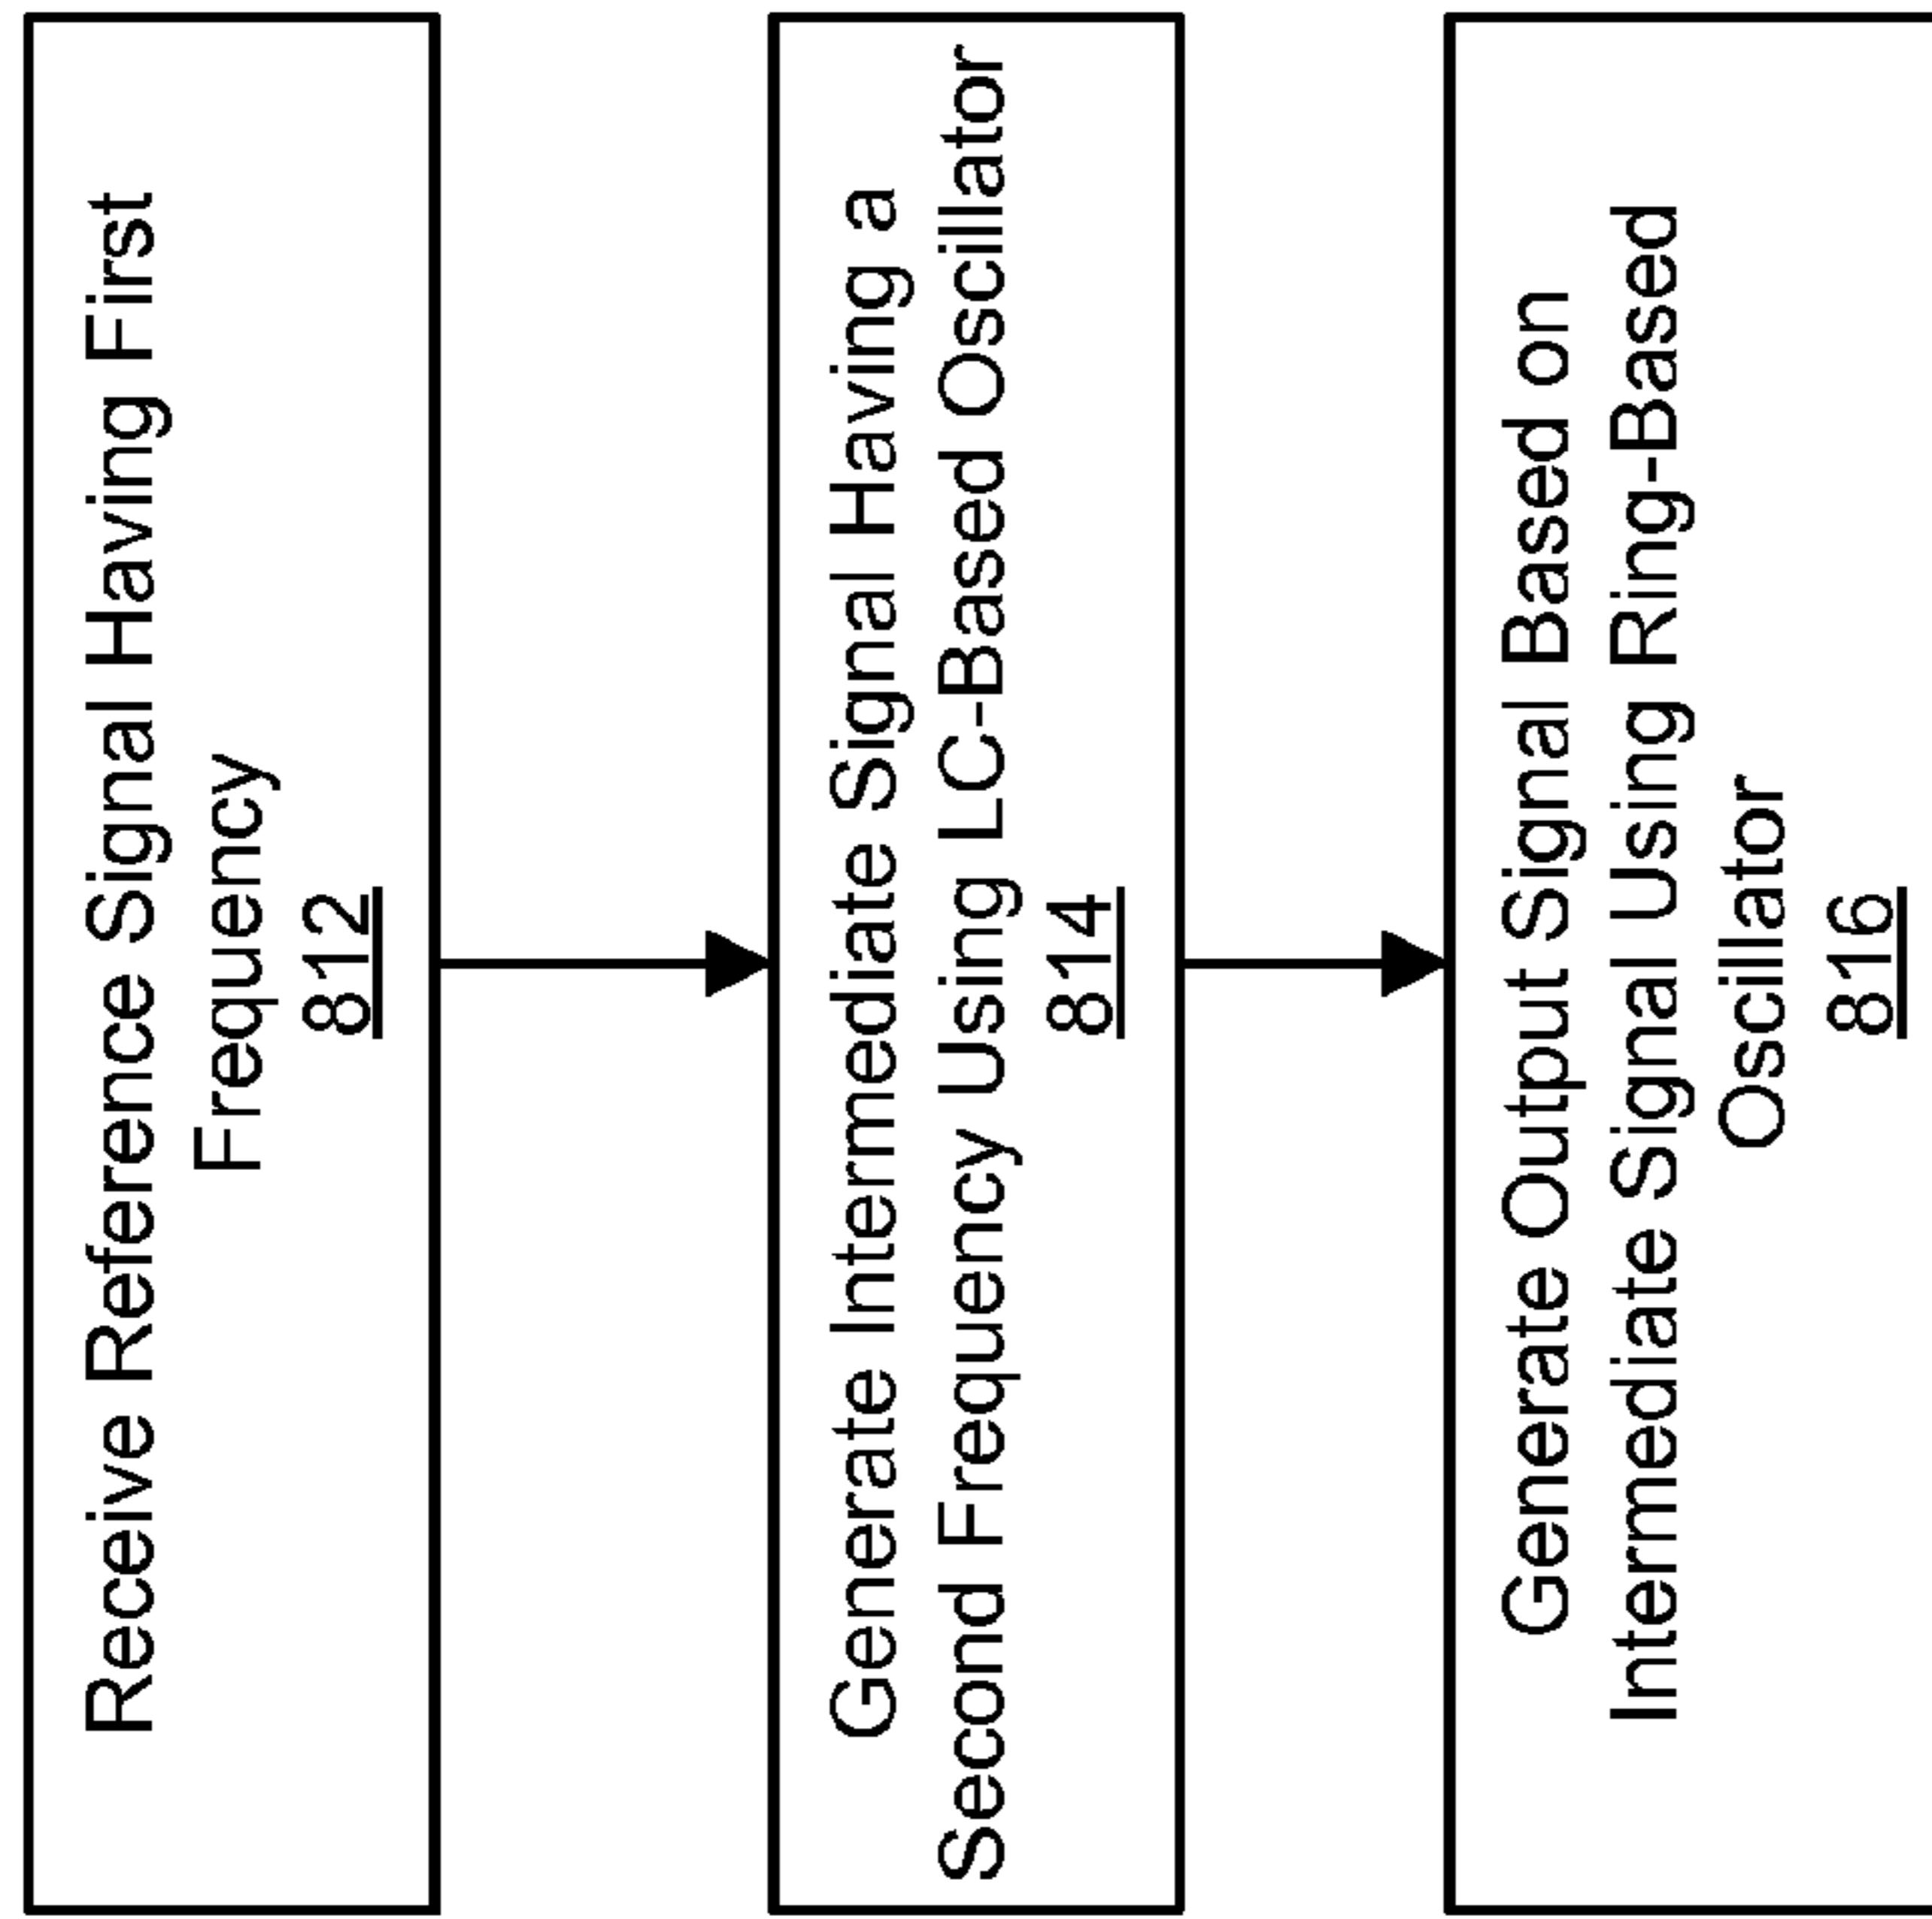 Receive Reference Signal Having First
Frequency
812
Generate Intermediate Signal Having a
Second Frequency Using LC-Based Oscillator
814
Generate Output Signal Based on
Intermediate Signal Using Ring-Based
Oscillator
816